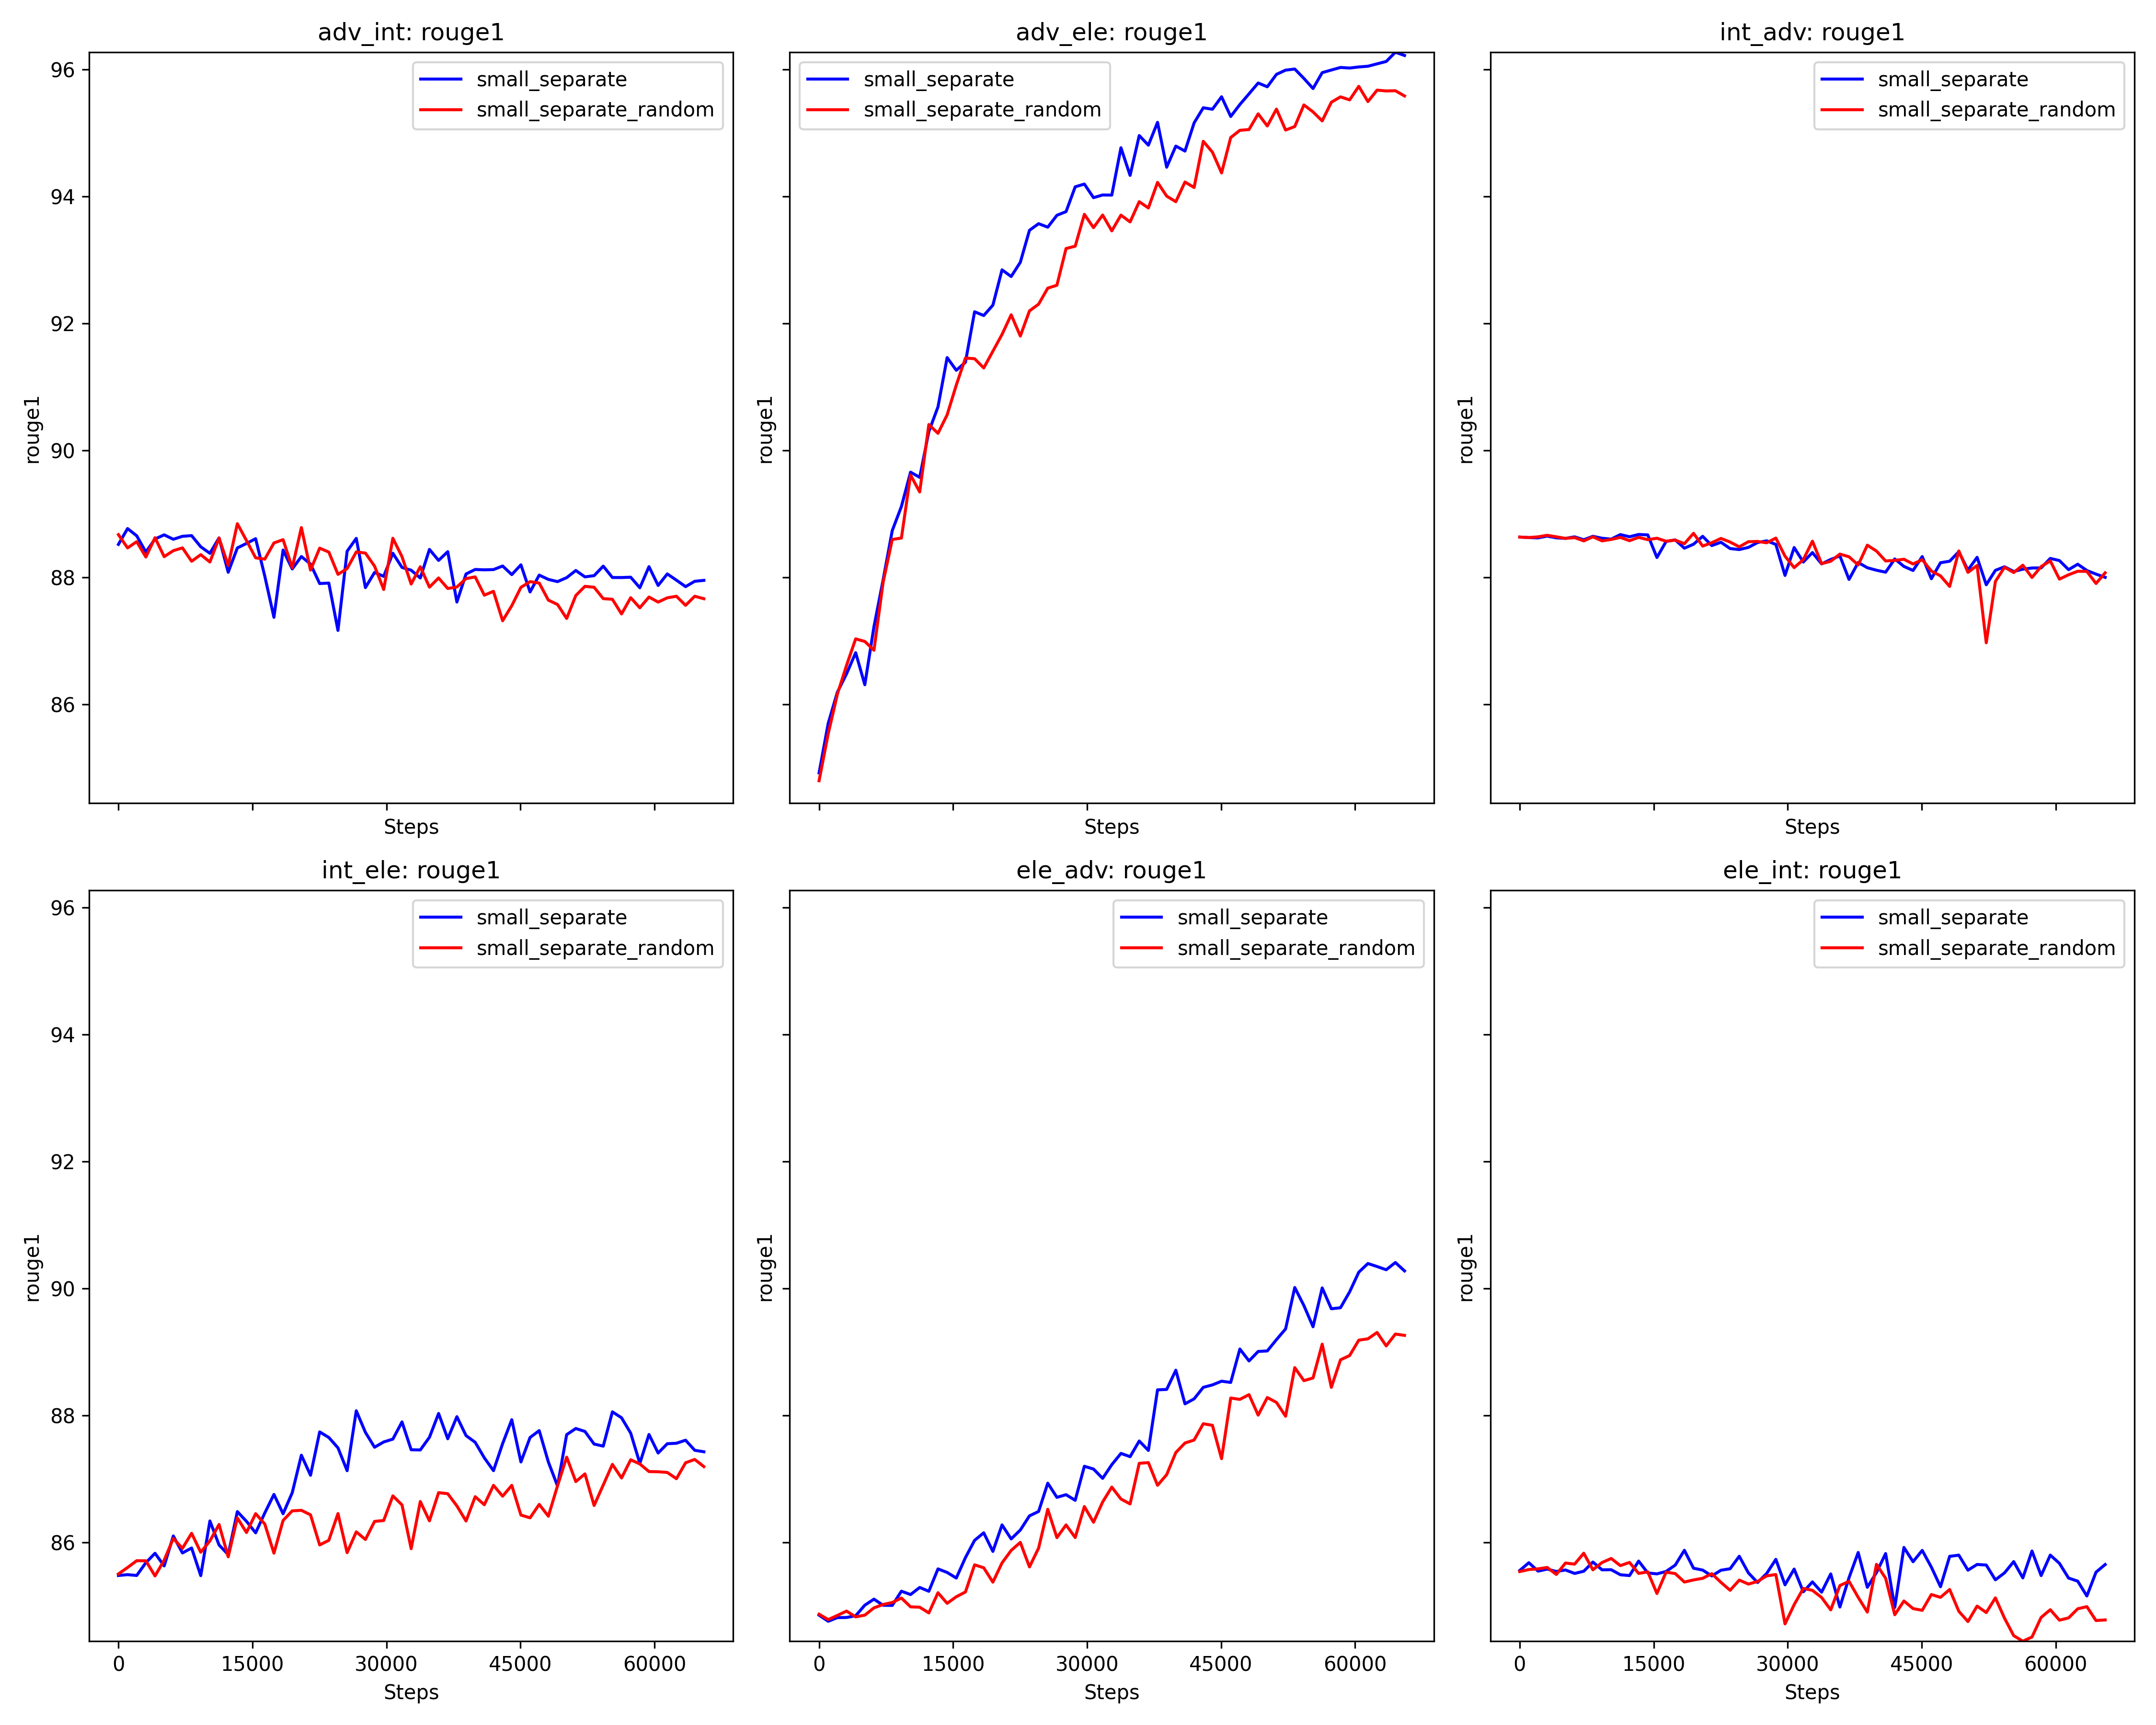 adv_int: rouge1
small_separate
small_separate_random
96
94
92
90
88
86
rouge1
Steps
adv_ele: rouge1
small_separate
small_separate_random
rouge1
Steps
int_adv: rouge1
small_separate
small_separate_random
rouge1
Steps
int_ele: rouge1
small_separate
small_separate_random
96
94
92
90
88
86
rouge1
0 15000 30000 45000 60000
Steps
ele_adv: rouge1
small_separate
small_separate_random
rouge1
0 15000 30000 45000 60000
Steps
ele_int: rouge1
small_separate
small_separate_random
rouge1
0 15000 30000 45000 60000
Steps